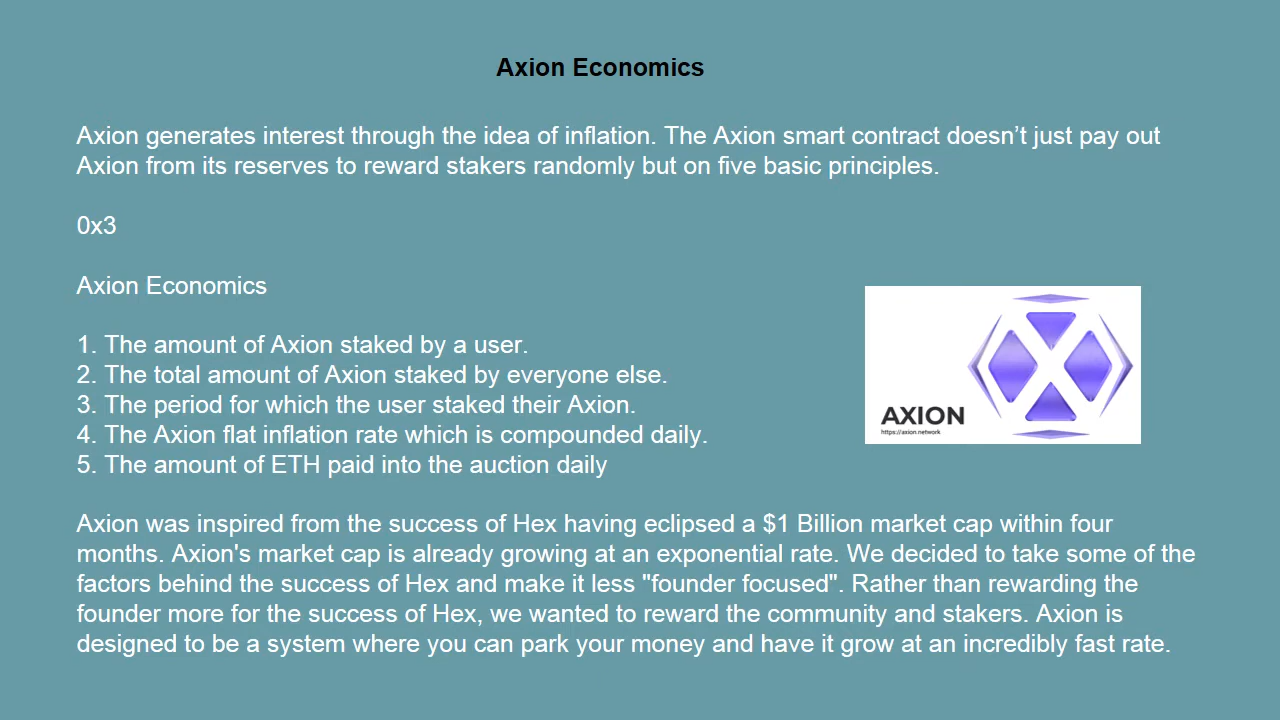 Axion Economics
Axion generates interest through the idea of inflation. The Axion smart contract doesn’t just pay out
Axion from its reserves to reward stakers randomly but on five basic principles.
0x3
Axion Economics
1. The amount of Axion staked by a user.
2. The total amount of Axion staked by everyone else.
3. The period for which the user staked their Axion.
4. The Axion flat inflation rate which is compounded daily.
5. The amount of ETH paid into the auction daily
AXION
https://axion.network
Axion was inspired from the success of Hex having eclipsed a $1 Billion market cap within four
months. Axion's market cap is already growing at an exponential rate. We decided to take some of the
factors behind the success of Hex and make it less "founder focused". Rather than rewarding the
founder more for the success of Hex, we wanted to reward the community and stakers. Axion is
designed to be a system where you can park your money and have it grow at an incredibly fast rate.